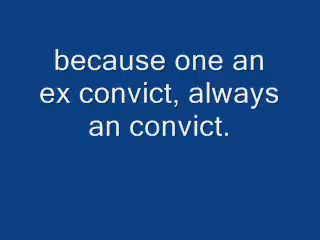 because one an
ex convict, always
an convict.